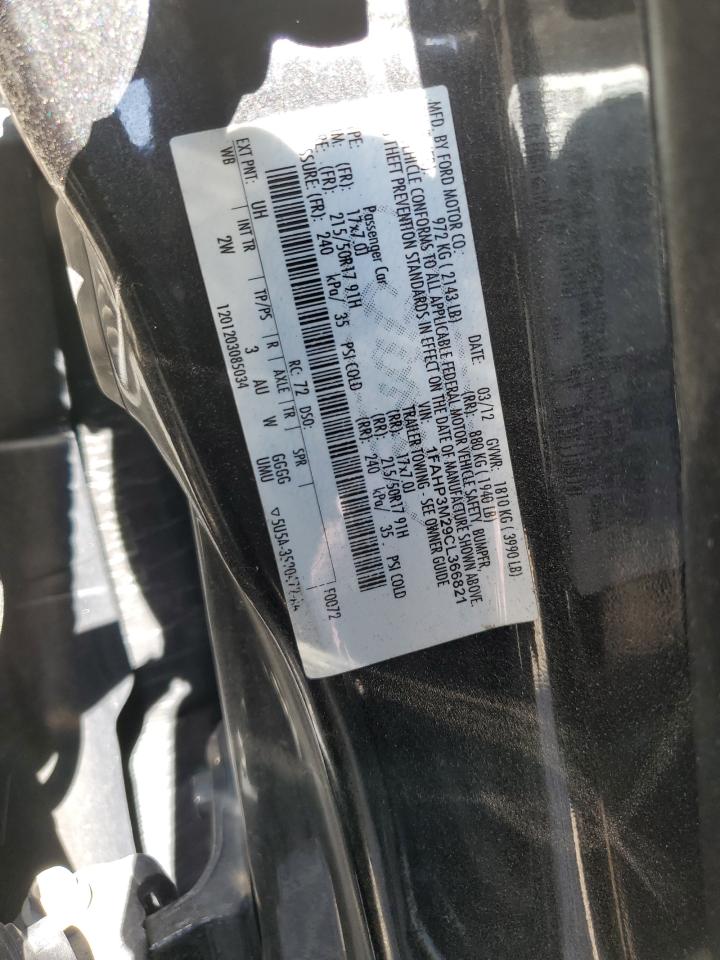 MFD. BY FORD MOTOR CO.
DATE: 03/12 GVWR: 1810 KG ( 3990 LB)
972 KG ( 2143 LB) (RR): 880 KG ( 1940 LB)
VEHICLE CONFORMS TO ALL APPLICABLE FEDERAL MOTOR VEHICLE SAFETY, BUMPER,
THEFT PREVENTION STANDARDS IN EFFECT ON THE DATE OF MANUFACTURE SHOWN ABOVE.
VIN: 1FAHP3M29CL366821
Passenger Car TRAILER TOWING - SEE OWNER GUIDE
(FR): 17x7.0J (RR): 17x7.0J
(FR): 215/50R17 91H (RR): 215/50R17 91H
SSURE: (FR): 240 kPa/ 35 PSI COLD (RR): 240 kPa/ 35 PSI COLD
EXT PNT: UH RC: 72 DSO: F0072
WB INT TR TP/PS R AXLE TR SPR
2W 3 AU W GGGG UMU
1201203085034